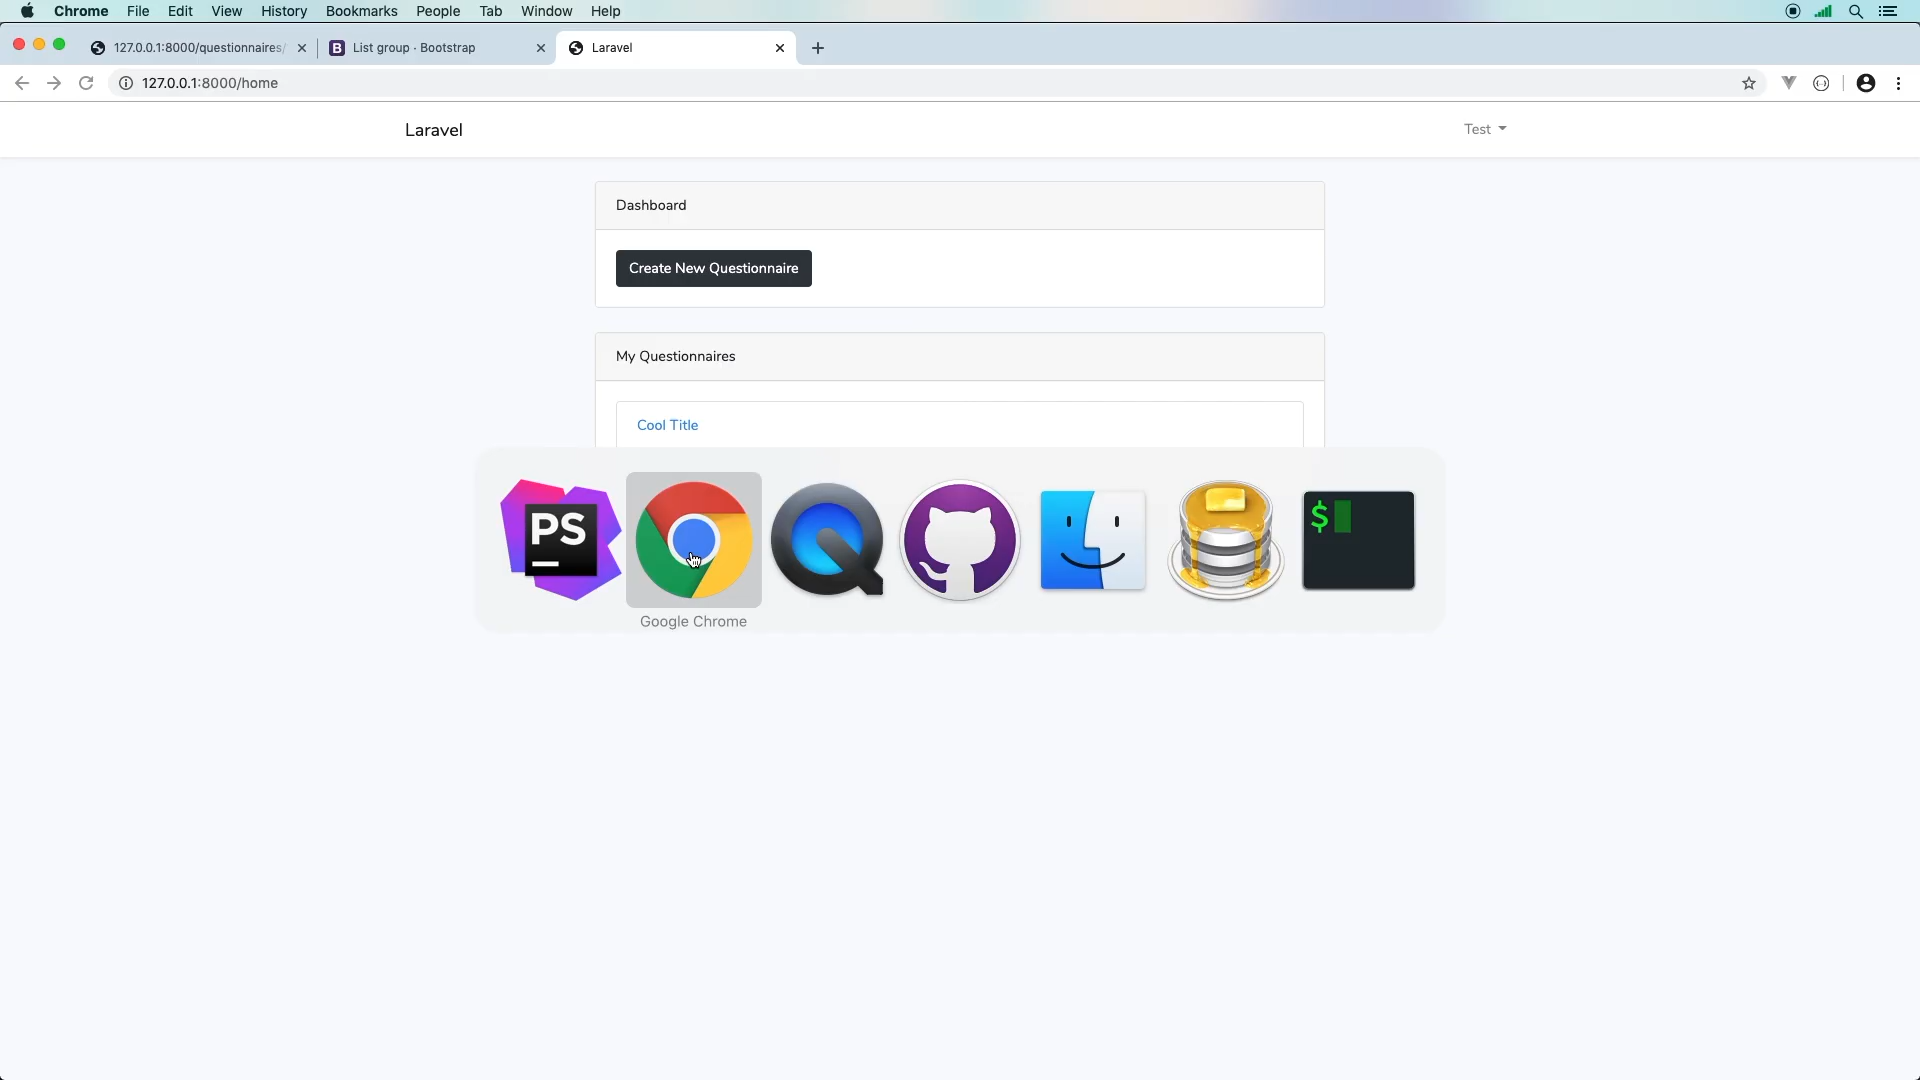 Chrome File Edit View History Bookmarks People Tab Window Help
127.0.0.1:8000/questionnaires/
B List group · Bootstrap
Laravel
127.0.0.1:8000/home
Laravel
Test
Dashboard
Create New Questionnaire
My Questionnaires
Cool Title
PS
$
Google Chrome